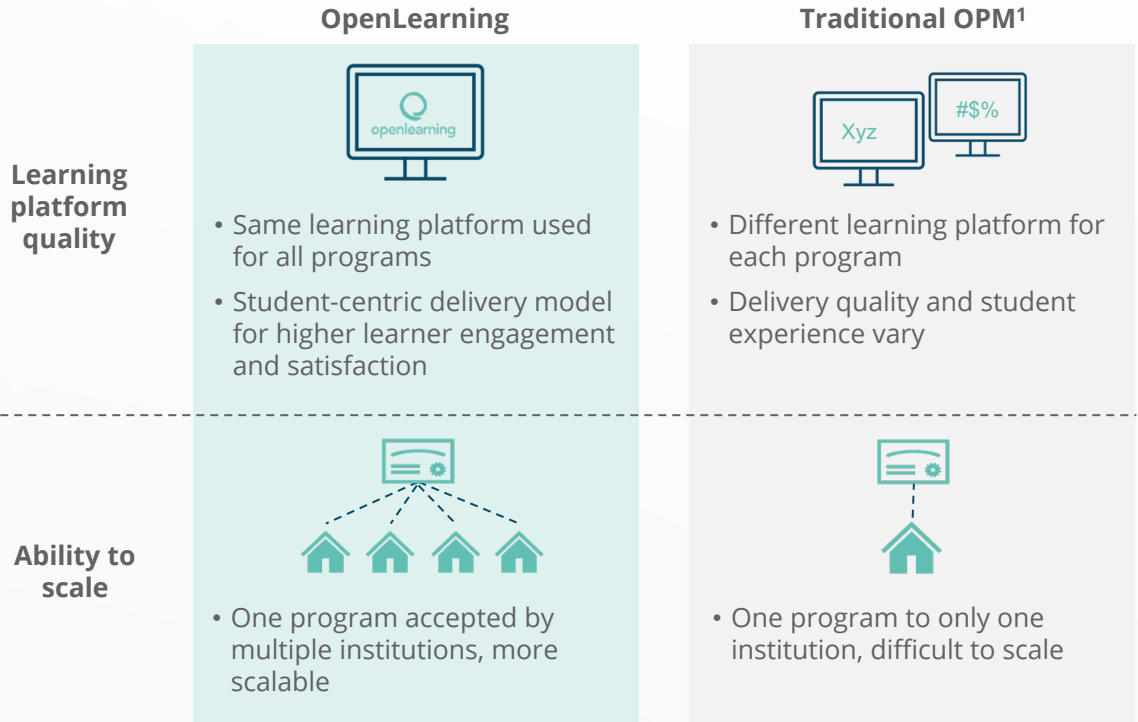 OpenLearning
Traditional OPM¹
Learning
platform
quality
openlearning
Xyz
#$%
• Same learning platform used
for all programs
• Student-centric delivery model
for higher learner engagement
and satisfaction
• Different learning platform for
each program
• Delivery quality and student
experience vary
Ability to
scale
• One program accepted by
multiple institutions, more
scalable
• One program to only one
institution, difficult to scale